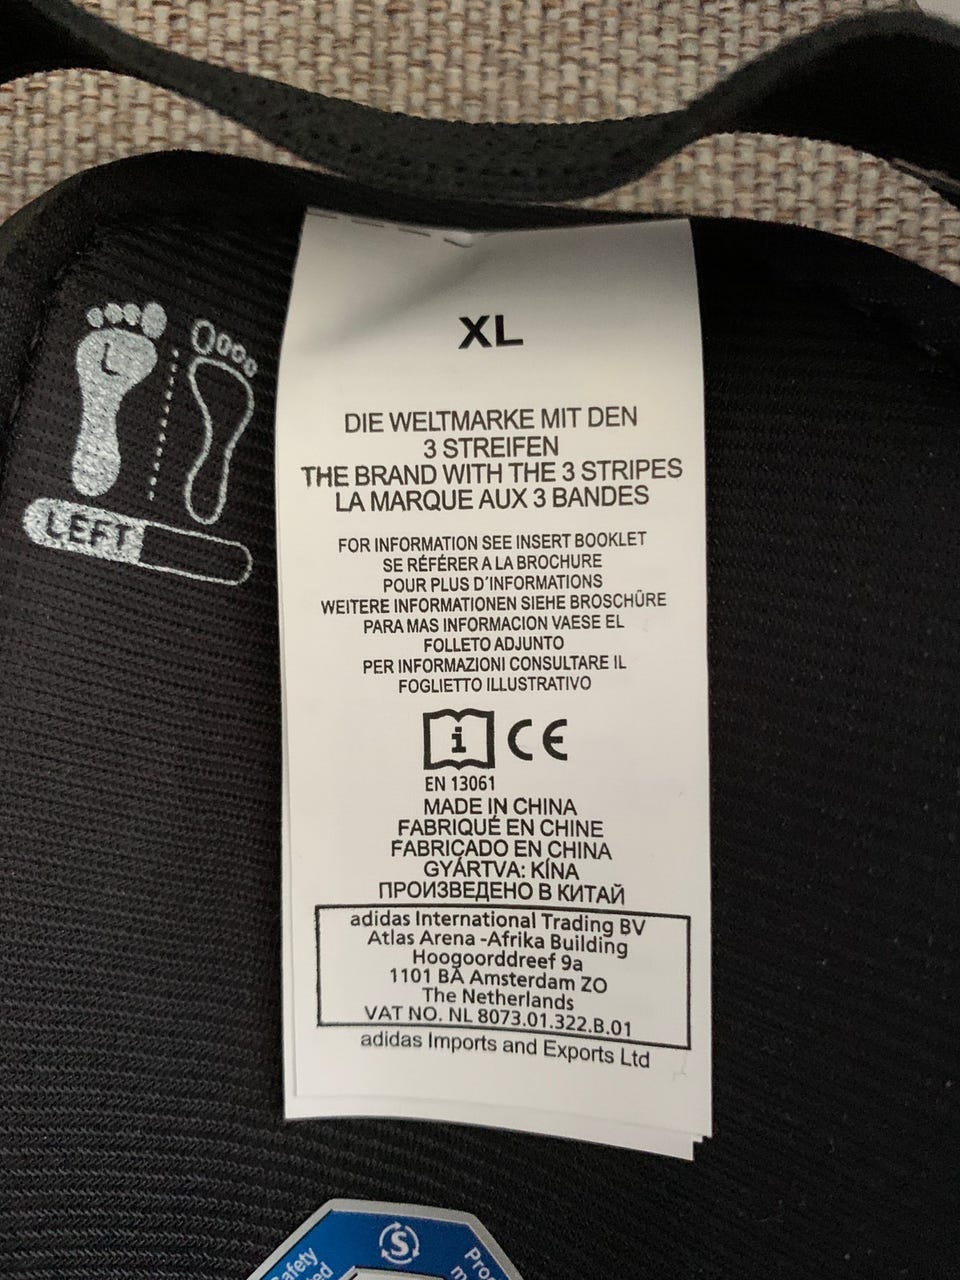 XL
DIE WELTMARKE MIT DEN
3 STREIFEN
THE BRAND WITH THE 3 STRIPES
LA MARQUE AUX 3 BANDES
FOR INFORMATION SEE INSERT BOOKLET
SE RÉFÉRER A LA BROCHURE
POUR PLUS D´INFORMATIONS
WEITERE INFORMATIONEN SIEHE BROSCHÜRE
PARA MAS INFORMACION VAESE EL
FOLLETO ADJUNTO
PER INFORMAZIONI CONSULTARE IL
FOGLIETTO ILLUSTRATIVO
i CE
EN 13061
MADE IN CHINA
FABRIQUÉ EN CHINE
FABRICADO EN CHINA
GYÁRTVA: KÍNA
ПРОИЗВЕДЕНО В КИТАЙ
adidas International Trading BV
Atlas Arena -Afrika Building
Hoogoorddreef 9a
1101 BA Amsterdam ZO
The Netherlands
VAT NO. NL 8073.01.322.B.01
adidas Imports and Exports Ltd
L
LEFT
S